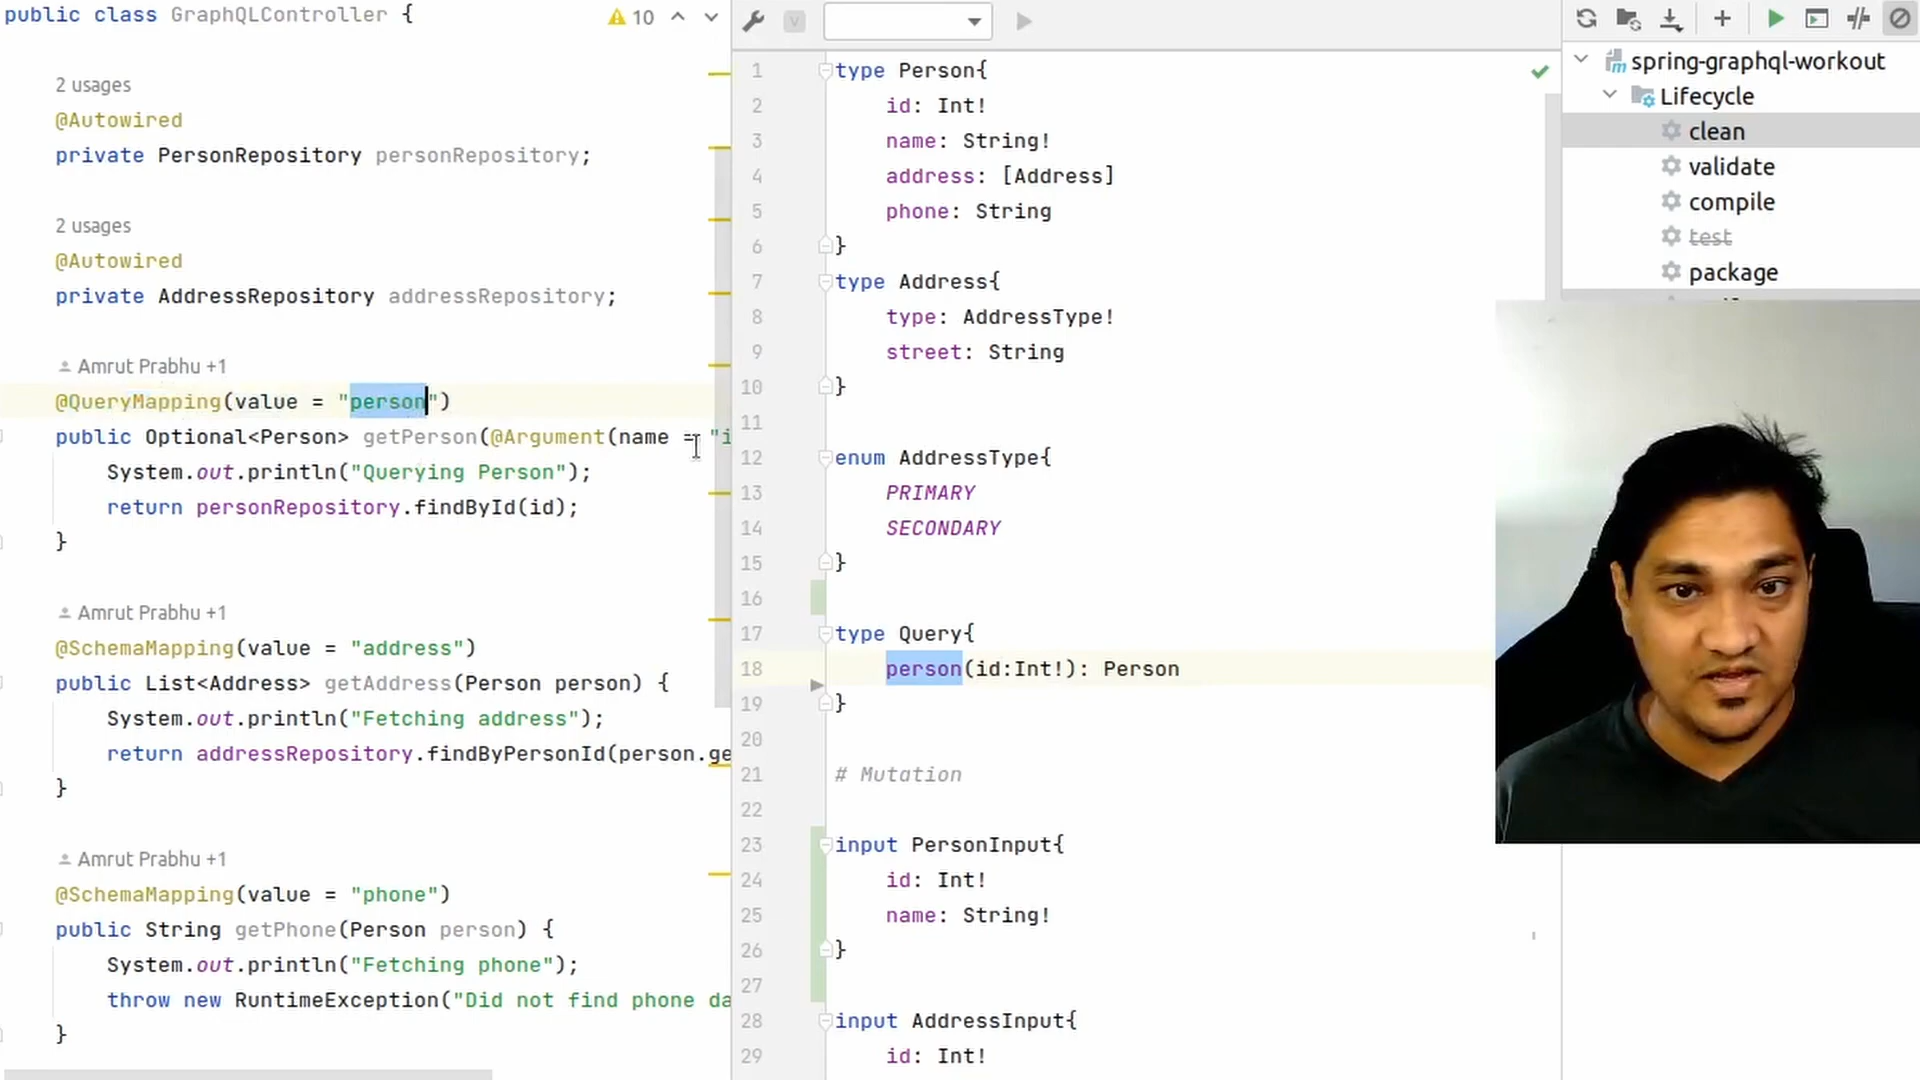 public class GraphQLController {
10
2 usages
@Autowired
private PersonRepository personRepository;
2 usages
@Autowired
private AddressRepository addressRepository;
Amrut Prabhu +1
@QueryMapping(value = "person")
public Optional<Person> getPerson(@Argument(name = "i
System.out.println("Querying Person");
return personRepository.findById(id);
}
Amrut Prabhu +1
@SchemaMapping(value = "address")
public List<Address> getAddress(Person person) {
System.out.println("Fetching address");
return addressRepository.findByPersonId(person.ge
}
Amrut Prabhu +1
@SchemaMapping(value = "phone")
public String getPhone(Person person) {
System.out.println("Fetching phone");
throw new RuntimeException("Did not find phone da
}
1 type Person{
2 id: Int!
3 name: String!
4 address: [Address]
5 phone: String
6 }
7 type Address{
8 type: AddressType!
9 street: String
10 }
11
12 enum AddressType{
13 PRIMARY
14 SECONDARY
15 }
16
17 type Query{
18 person(id:Int!): Person
19 }
20
21 # Mutation
22
23 input PersonInput{
24 id: Int!
25 name: String!
26 }
27
28 input AddressInput{
29 id: Int!
spring-graphql-workout
Lifecycle
clean
validate
compile
test
package